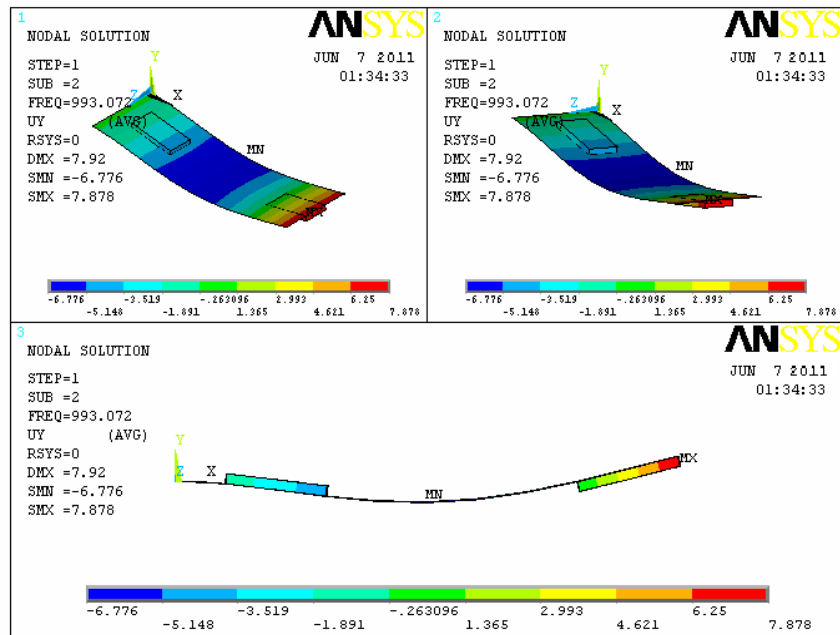 1
ANSYS
NODAL SOLUTION
JUN 7 2011
01:34:33
STEP=1
SUB =2
FREQ=993.072
UY (AVG)
RSYS=0
DMX =7.92
SMN =-6.776
SMX =7.878
Y
Z X
MN
MX
-6.776 -3.519 -.263096 2.993 6.25
-5.148 -1.891 1.365 4.621 7.878
2
ANSYS
NODAL SOLUTION
JUN 7 2011
01:34:33
STEP=1
SUB =2
FREQ=993.072
UY (AVG)
RSYS=0
DMX =7.92
SMN =-6.776
SMX =7.878
Y
Z X
MN
MX
-6.776 -3.519 -.263096 2.993 6.25
-5.148 -1.891 1.365 4.621 7.878
3
ANSYS
NODAL SOLUTION
JUN 7 2011
01:34:33
STEP=1
SUB =2
FREQ=993.072
UY (AVG)
RSYS=0
DMX =7.92
SMN =-6.776
SMX =7.878
Y
Z X
MN
MX
-6.776 -3.519 -.263096 2.993 6.25
-5.148 -1.891 1.365 4.621 7.878